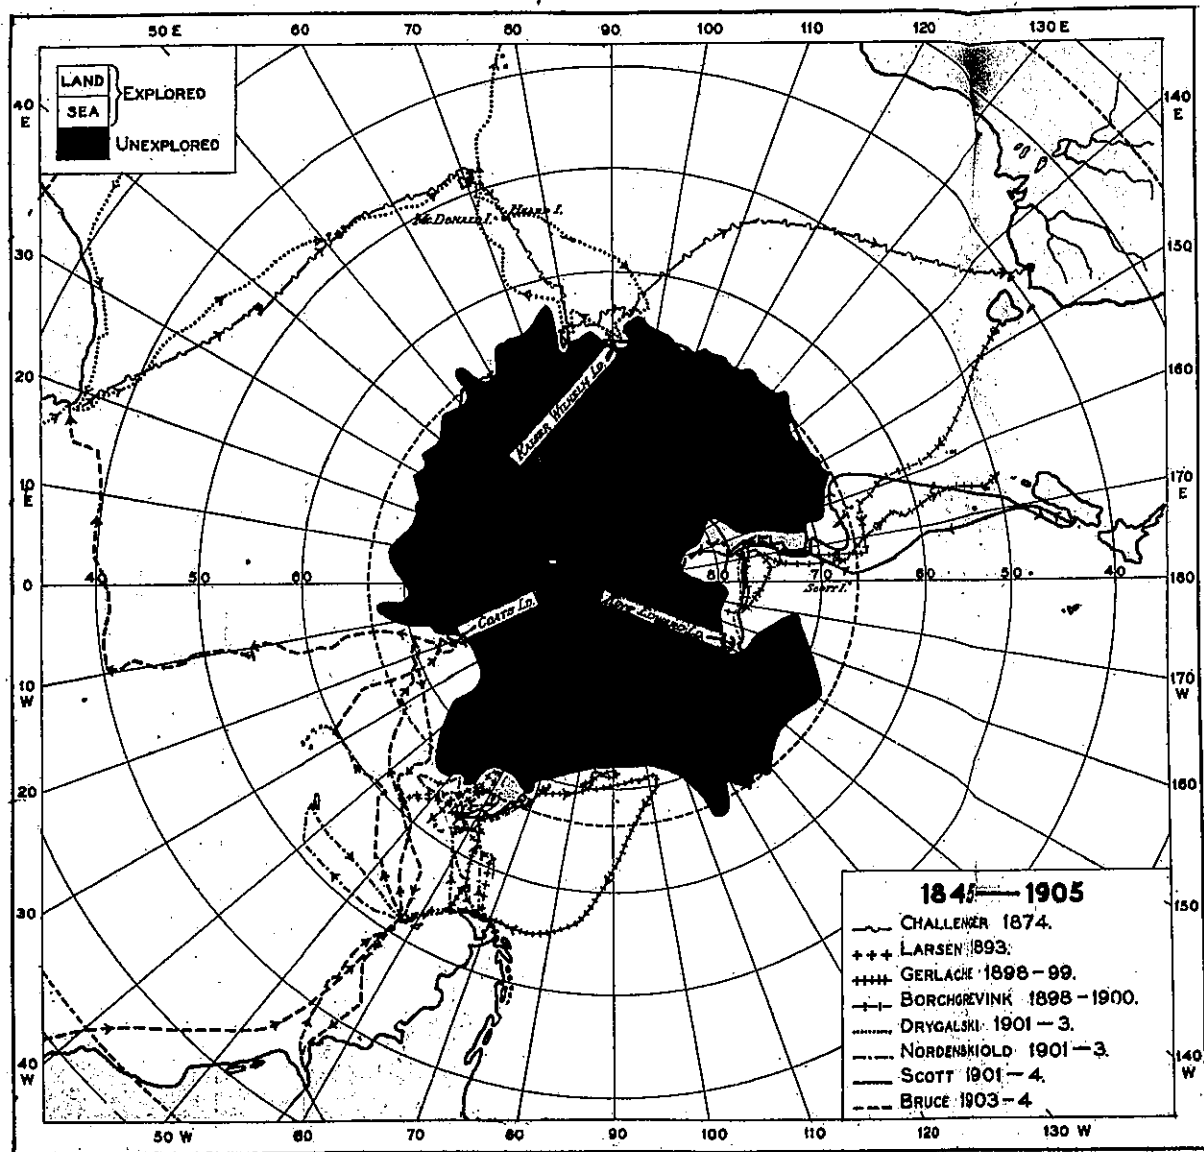 50 E 60 70 80 90 100 110 120 130 E
LAND
SEA
EXPLORED
UNEXPLORED
40
E
140
E
McDonald I.
Heard I.
30
150
KAISER WILHELM LD.
20
160
10
E
170
E
40 50 60
80 70 60 50 40
0
180
Scott I.
COATS LD.
10
W
170
W
20
160
30
150
40
W
140
W
1845 — 1905
CHALLENGER 1874.
LARSEN 1893.
GERLACHE 1898–99.
BORCHGREVINK 1898–1900.
DRYGALSKI 1901–3.
NORDENSKIOLD 1901–3.
SCOTT 1901–4.
BRUCE 1903–4
50 W 60 70 80 90 100 110 120 130 W